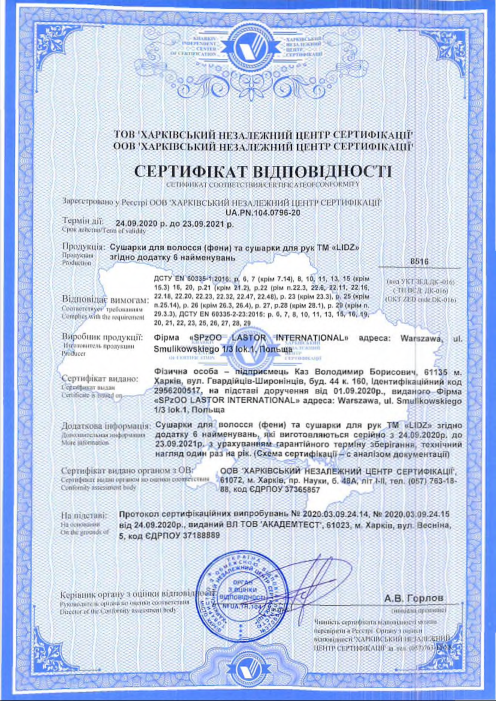 KHARKIV INDEPENDENT CENTER OF CERTIFICATION
ХАРКІВСЬКИЙ НЕЗАЛЕЖНИЙ ЦЕНТР СЕРТИФІКАЦІЇ
ТОВ 'ХАРКІВСЬКИЙ НЕЗАЛЕЖНИЙ ЦЕНТР СЕРТИФІКАЦІЇ'
ООВ 'ХАРКІВСЬКИЙ НЕЗАЛЕЖНИЙ ЦЕНТР СЕРТИФІКАЦІЇ'
СЕРТИФІКАТ ВІДПОВІДНОСТІ
СЕТИФИКАТ СООТВЕТСТВИЯ/CERTIFICATE OF CONFORMITY
Зареєстровано у Реєстрі ООВ 'ХАРКІВСЬКИЙ НЕЗАЛЕЖНИЙ ЦЕНТР СЕРТИФІКАЦІЇ'
UA.PN.104.0796-20
Термін дії: 24.09.2020 р. до 23.09.2021 р.
Срок действия/Term of validity
Продукція: Сушарки для волосся (фени) та сушарки для рук ТМ «LIDZ»
Продукция згідно додатку 6 найменувань 8516
Production
ДСТУ EN 60335-1:2016: р. 6, 7 (крім 7.14), 8, 10, 11, 13, 15 (крім
15.3) 16, 20, р.21 (крім 21.2), р.22 (рім п.22.3, 22.6, 22.11, 22.16,
22.18, 22.20, 22.23, 22.32, 22.47, 22.48), р. 23 (крім 23.3), р. 25 (крім
п.25.14), р. 26 (крім 26.3, 26.4), р. 27, р. 28 (крім 28.1), р. 29 (крім п.
29.3.3), ДСТУ EN 60335-2-23:2016: р. 6, 7, 8, 10, 11, 13, 15, 16, 19,
20, 21, 22, 23, 25, 26, 27, 28, 29
Відповідає вимогам:
Соответствует требованиям
Complies with the requirement
(код УКТЗЕД, ДК-016)
(ТН ВСД, ДК-016)
(UKT ZED code, DK-016)
Виробник продукції: Фірма «SPzOO LASTOR INTERNATIONAL» адреса: Warszawa, ul.
Изготовитель продукции Smulikowskiego 1/3 lok.1, Польща
Producer
Фізична особа – підприємець Каз Володимир Борисович, 61135 м.
Сертифікат видано: Харків, вул. Гвардійців-Широнінців, буд. 44 к. 160, Ідентифікаційний код
Сертификат выдан 2956200517, на підставі доручення від 01.09.2020р., виданого Фірма
Certificate is issued on «SPzOO LASTOR INTERNATIONAL» адреса: Warszawa, ul. Smulikowskiego
1/3 lok.1, Польща
Додаткова інформація: Сушарки для волосся (фени) та сушарки для рук ТМ «LIDZ» згідно
Дополнительная информация додатку 6 найменувань, які виготовляються серійно з 24.09.2020р. до
More information 23.09.2021р. з урахуванням гарантійного терміну зберігання, технічний
нагляд один раз на рік. (Схема сертифікації – с аналізом документації)
Сертифікат видано органом з ОВ: ООВ 'ХАРКІВСЬКИЙ НЕЗАЛЕЖНИЙ ЦЕНТР СЕРТИФІКАЦІЇ',
Сертификат выдан органом по оценки соответствия 61072, м. Харків, пр. Науки, б. 48А, літ І-ІІ, тел. (057) 763-18-
Conformity assessment body 88, код ЄДРПОУ 37365857
На підставі: Протокол сертифікаційних випробувань № 2020.03.09.24.14, № 2020.03.09.24.15
На основании від 24.09.2020р., виданий ВЛ ТОВ 'АКАДЕМТЕСТ', 61023, м. Харків, вул. Весніна,
On the grounds of 5, код ЄДРПОУ 37188889
Керівник органу з оцінки відповідності
Руководитель органа по оценки соответствия
Director of the Conformity assessment body
ОРГАН З ОЦІНКИ ВІДПОВІДНОСТІ
А.В. Горлов
Чинність сертифіката відповідності можна
перевірити в Реєстрі Органу з оцінки
відповідності 'ХАРКІВСЬКИЙ НЕЗАЛЕЖНИЙ
ЦЕНТР СЕРТИФІКАЦІЇ' за тел.